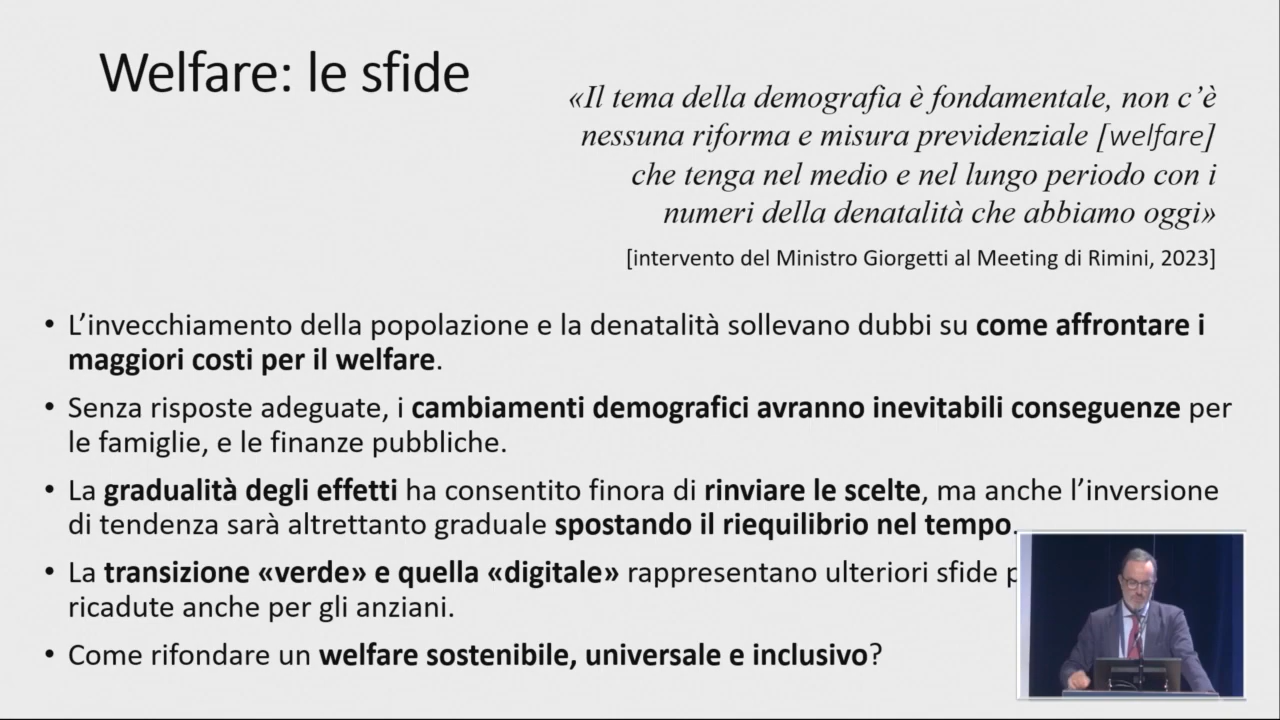 Welfare: le sfide
«Il tema della demografia è fondamentale, non c’è
nessuna riforma e misura previdenziale [welfare]
che tenga nel medio e nel lungo periodo con i
numeri della denatalità che abbiamo oggi»
[intervento del Ministro Giorgetti al Meeting di Rimini, 2023]
• L’invecchiamento della popolazione e la denatalità sollevano dubbi su come affrontare i
maggiori costi per il welfare.
• Senza risposte adeguate, i cambiamenti demografici avranno inevitabili conseguenze per
le famiglie, e le finanze pubbliche.
• La gradualità degli effetti ha consentito finora di rinviare le scelte, ma anche l’inversione
di tendenza sarà altrettanto graduale spostando il riequilibrio nel tempo.
• La transizione «verde» e quella «digitale» rappresentano ulteriori sfide
ricadute anche per gli anziani.
• Come rifondare un welfare sostenibile, universale e inclusivo?